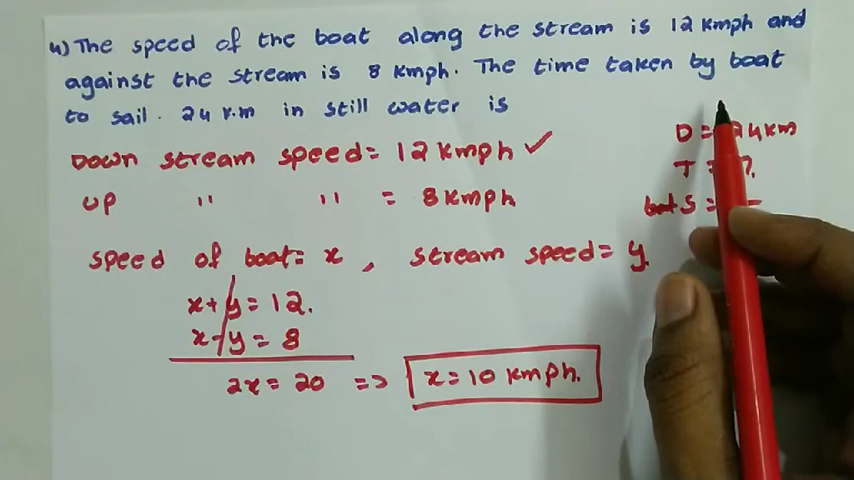 4) The speed of the boat along the stream is 12 kmph and
against the stream is 8 kmph. The time taken by boat
to sail. 24 k.m in still water is
D = 24km
Down stream speed = 12 kmph ✓
T = ?
up " " = 8 kmph
boat S =
speed of boat = x , stream speed = y.
x + y = 12.
x - y = 8
2x = 20 => x = 10 kmph.